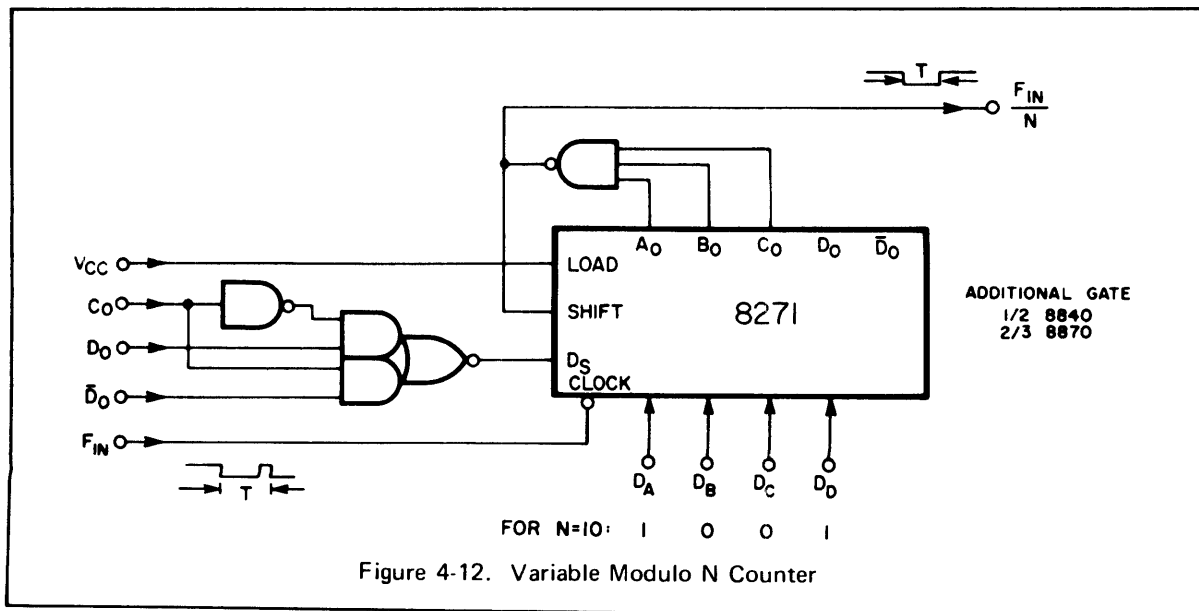 T
F_IN
N
A_O B_O C_O D_O D̄_O
V_CC LOAD
C_O SHIFT 8271
ADDITIONAL GATE
1/2 8840
2/3 8870
D_O D_S
CLOCK
D̄_O
F_IN
T
D_A D_B D_C D_D
FOR N=10: 1 0 0 1
Figure 4-12. Variable Modulo N Counter